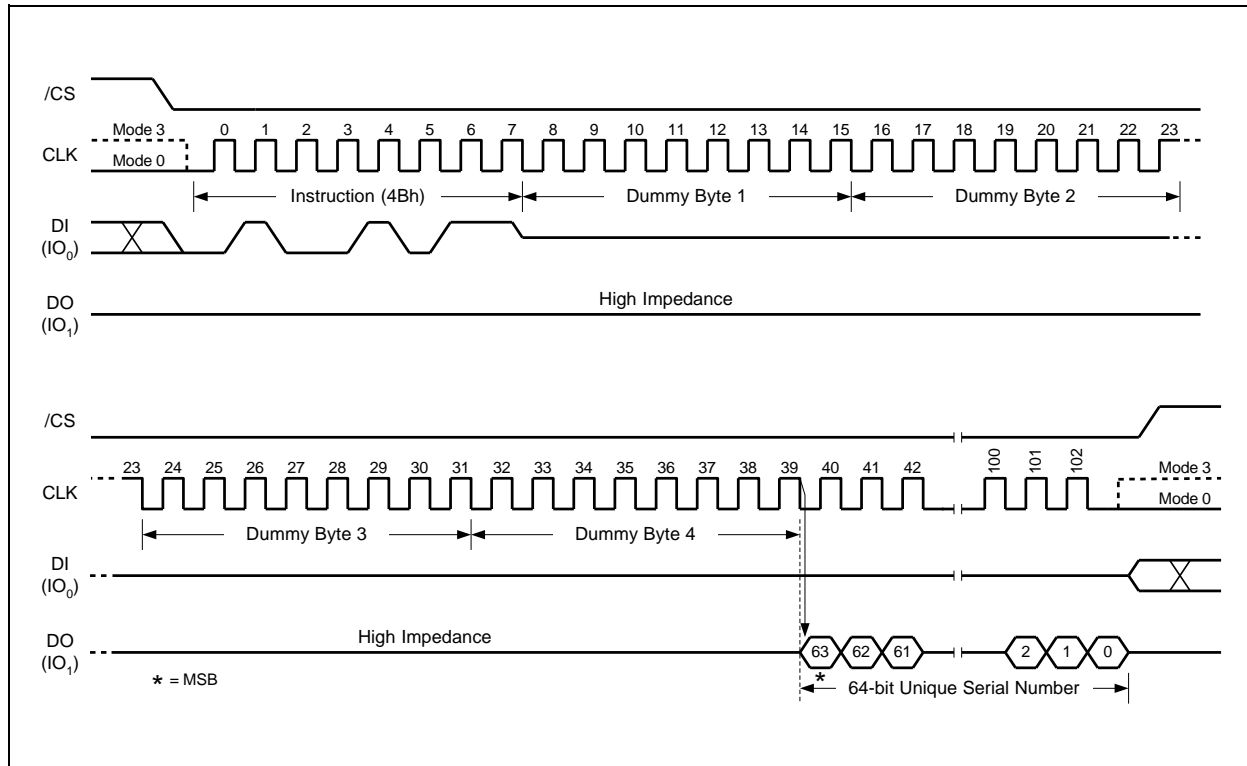 /CS
Mode 3 0 1 2 3 4 5 6 7 8 9 10 11 12 13 14 15 16 17 18 19 20 21 22 23
CLK
Mode 0
Instruction (4Bh) Dummy Byte 1 Dummy Byte 2
DI
(IO0)
High Impedance
DO
(IO1)
/CS
23 24 25 26 27 28 29 30 31 32 33 34 35 36 37 38 39 40 41 42 100 101 102 Mode 3
CLK
Mode 0
Dummy Byte 3 Dummy Byte 4
DI
(IO0)
High Impedance
DO
(IO1)
63 62 61 2 1 0
* = MSB
* 64-bit Unique Serial Number